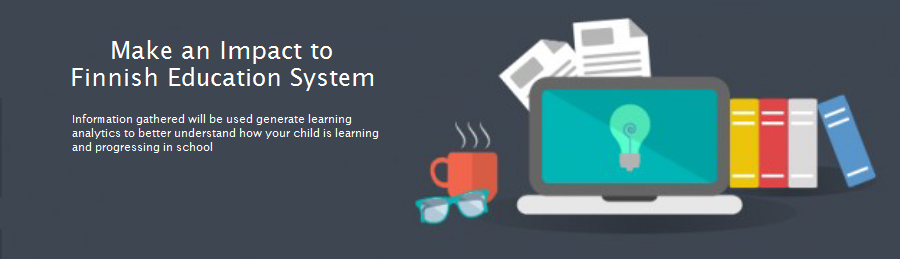 Make an Impact to
Finnish Education System
Information gathered will be used generate learning
analytics to better understand how your child is learning
and progressing in school